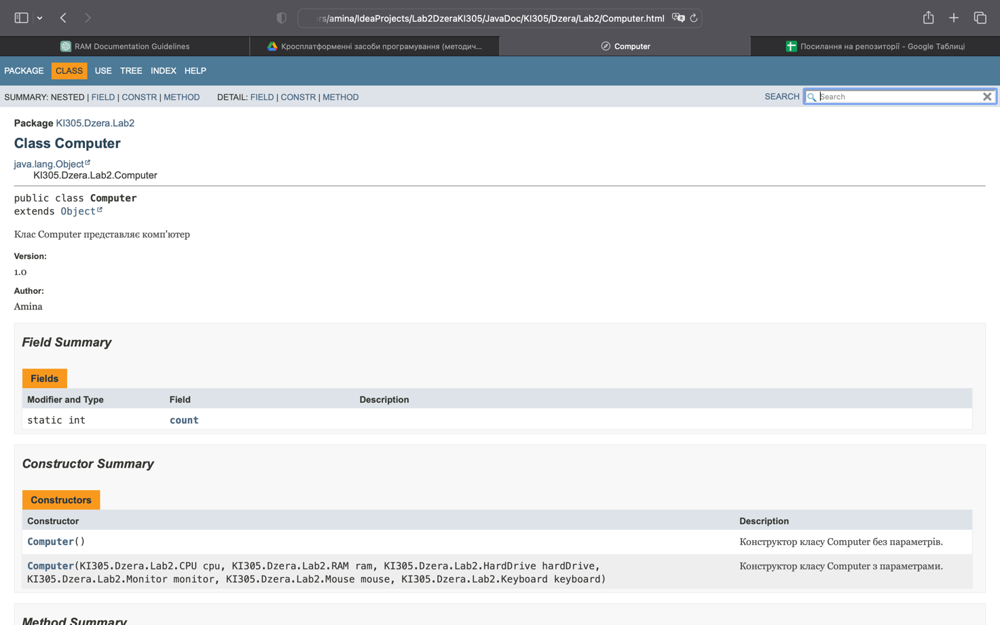 rs/amina/IdeaProjects/Lab2DzeraKI305/JavaDoc/KI305/Dzera/Lab2/Computer.html
RAM Documentation Guidelines
Кросплатформенні засоби програмування (методич...
Computer
Посилання на репозиторії - Google Таблиці
PACKAGE CLASS USE TREE INDEX HELP
SUMMARY: NESTED | FIELD | CONSTR | METHOD DETAIL: FIELD | CONSTR | METHOD SEARCH Search
Package KI305.Dzera.Lab2
Class Computer
java.lang.Object
KI305.Dzera.Lab2.Computer
public class Computer
extends Object
Клас Computer представляє комп'ютер
Version:
1.0
Author:
Amina
Field Summary
Fields
Modifier and Type Field Description
static int count
Constructor Summary
Constructors
Constructor Description
Computer() Конструктор класу Computer без параметрів.
Computer(KI305.Dzera.Lab2.CPU cpu, KI305.Dzera.Lab2.RAM ram, KI305.Dzera.Lab2.HardDrive hardDrive, Конструктор класу Computer з параметрами.
KI305.Dzera.Lab2.Monitor monitor, KI305.Dzera.Lab2.Mouse mouse, KI305.Dzera.Lab2.Keyboard keyboard)
Method Summary